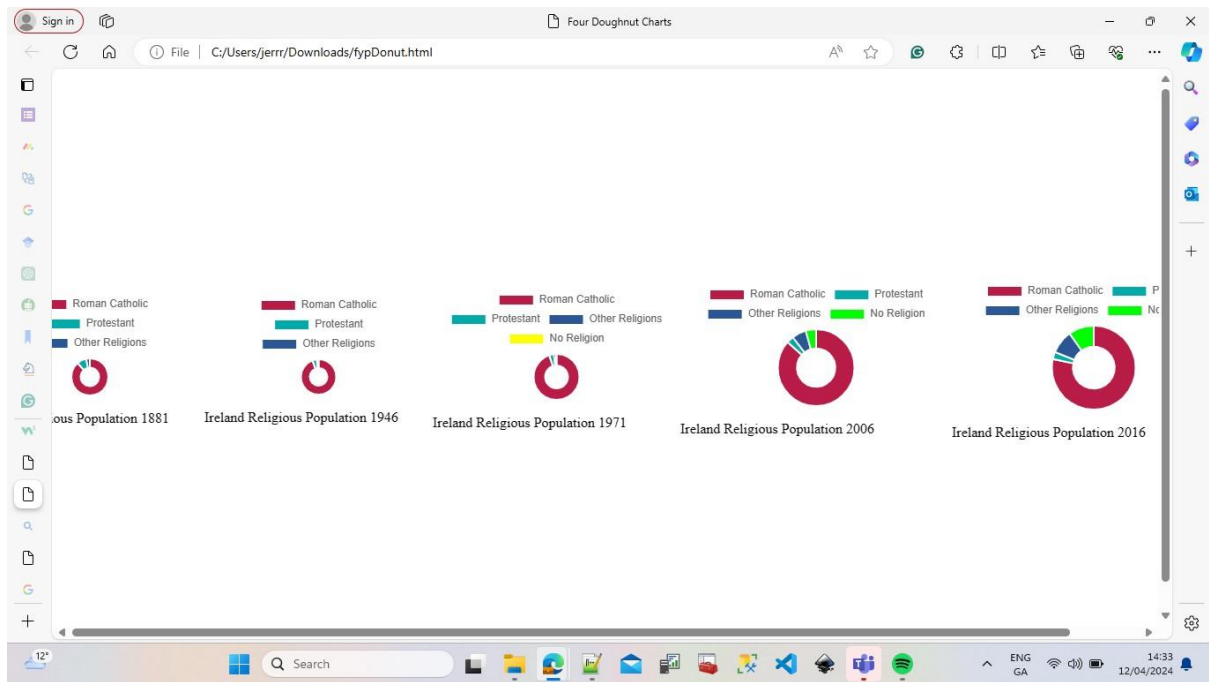 Sign in
Four Doughnut Charts
File | C:/Users/jerrr/Downloads/fypDonut.html
Roman Catholic
Protestant
Other Religions
ous Population 1881
Roman Catholic
Protestant
Other Religions
Ireland Religious Population 1946
Roman Catholic
Protestant Other Religions
No Religion
Ireland Religious Population 1971
Roman Catholic Protestant
Other Religions No Religion
Ireland Religious Population 2006
Roman Catholic P
Other Religions No
Ireland Religious Population 2016
12°
Search
ENG
GA
14:33
12/04/2024